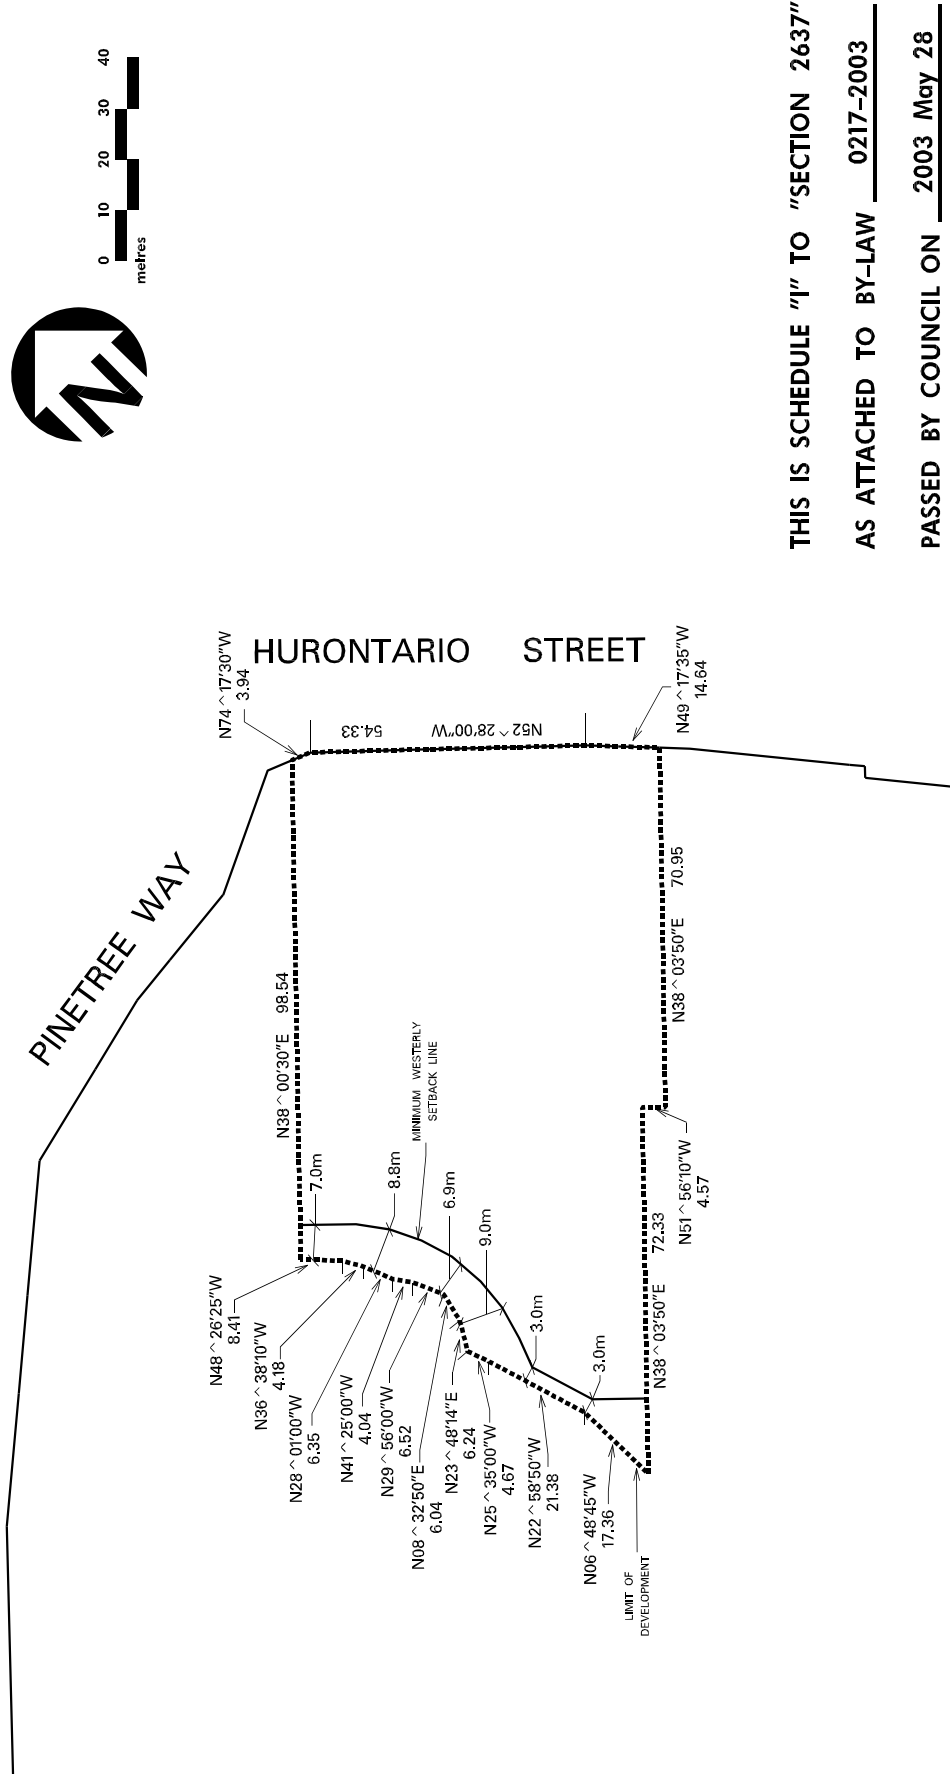 0 10 20 30 40
metres
N
PINETREE WAY
HURONTARIO STREET
N74^17'30"W
3.94
54.33 N52^28'00"W
N49^17'35"W
14.64
N38^00'30"E 98.54
N38^03'50"E 70.95
N51^56'10"W
4.57
N38^03'50"E 72.33
MINIMUM WESTERLY
SETBACK LINE
7.0m
8.8m
6.9m
9.0m
3.0m
3.0m
N48^26'25"W
8.41
N36^38'10"W
4.18
N28^01'00"W
6.35
N41^25'00"W
4.04
N29^56'00"W
6.52
N08^32'50"E
6.04
N23^48'14"E
6.24
N25^35'00"W
4.67
N22^58'50"W
21.38
N06^48'45"W
17.36
LIMIT OF
DEVELOPMENT
THIS IS SCHEDULE "I" TO "SECTION 2637"
AS ATTACHED TO BY-LAW 0217-2003
PASSED BY COUNCIL ON 2003 May 28